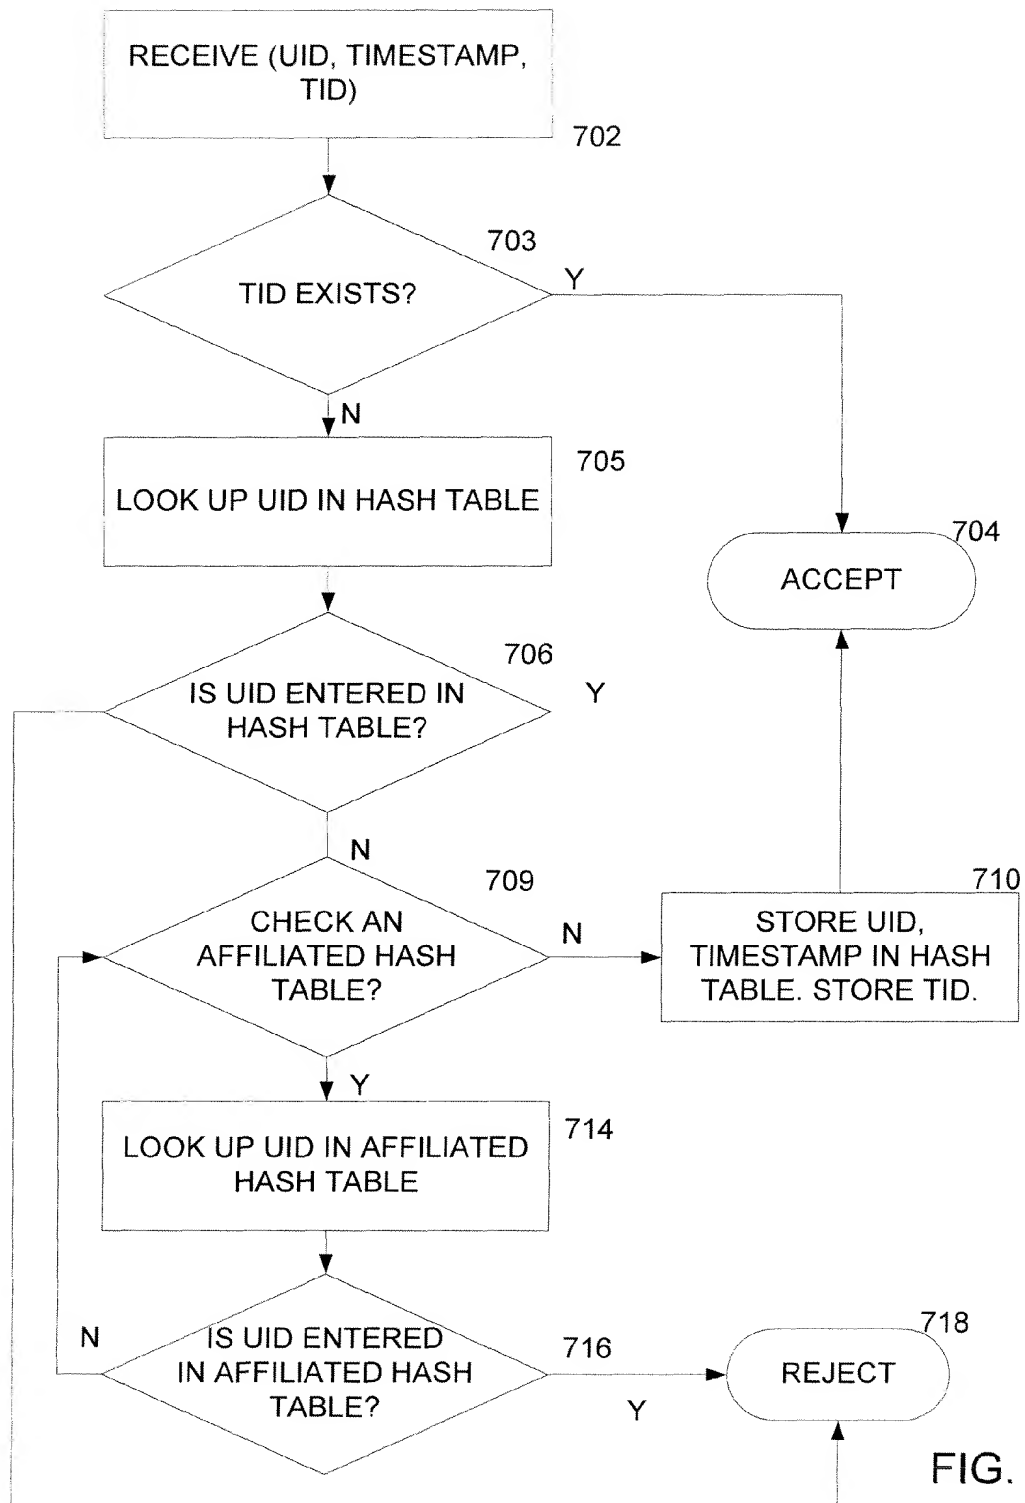 RECEIVE (UID, TIMESTAMP,
TID)
702
703
TID EXISTS?
Y
N
705
LOOK UP UID IN HASH TABLE
704
ACCEPT
706
IS UID ENTERED IN
HASH TABLE?
Y
N
709
CHECK AN
AFFILIATED HASH
TABLE?
N
710
STORE UID,
TIMESTAMP IN HASH
TABLE. STORE TID.
Y
714
LOOK UP UID IN AFFILIATED
HASH TABLE
N
IS UID ENTERED
IN AFFILIATED HASH
TABLE?
716
Y
718
REJECT
FIG.